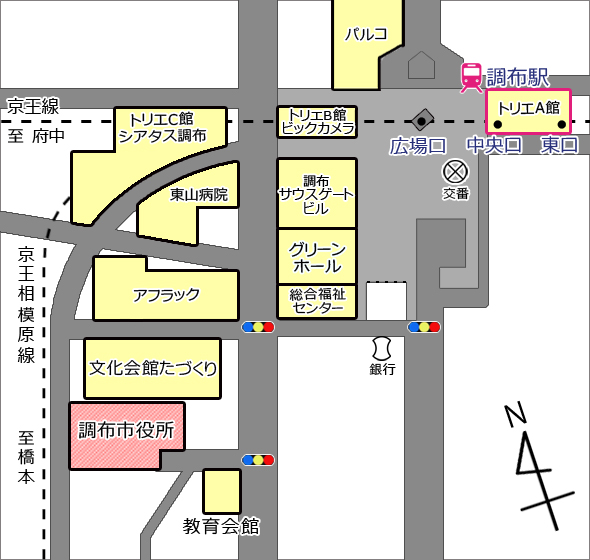 パルコ
調布駅
京王線
至 府中
トリエC館
シアタス調布
トリエB館
ビックカメラ
トリエA館
広場口
中央口
東口
交番
東山病院
調布
サウスゲート
ビル
グリーン
ホール
総合福祉
センター
アフラック
京王相模原線
至橋本
文化会館たづくり
銀行
調布市役所
教育会館
N